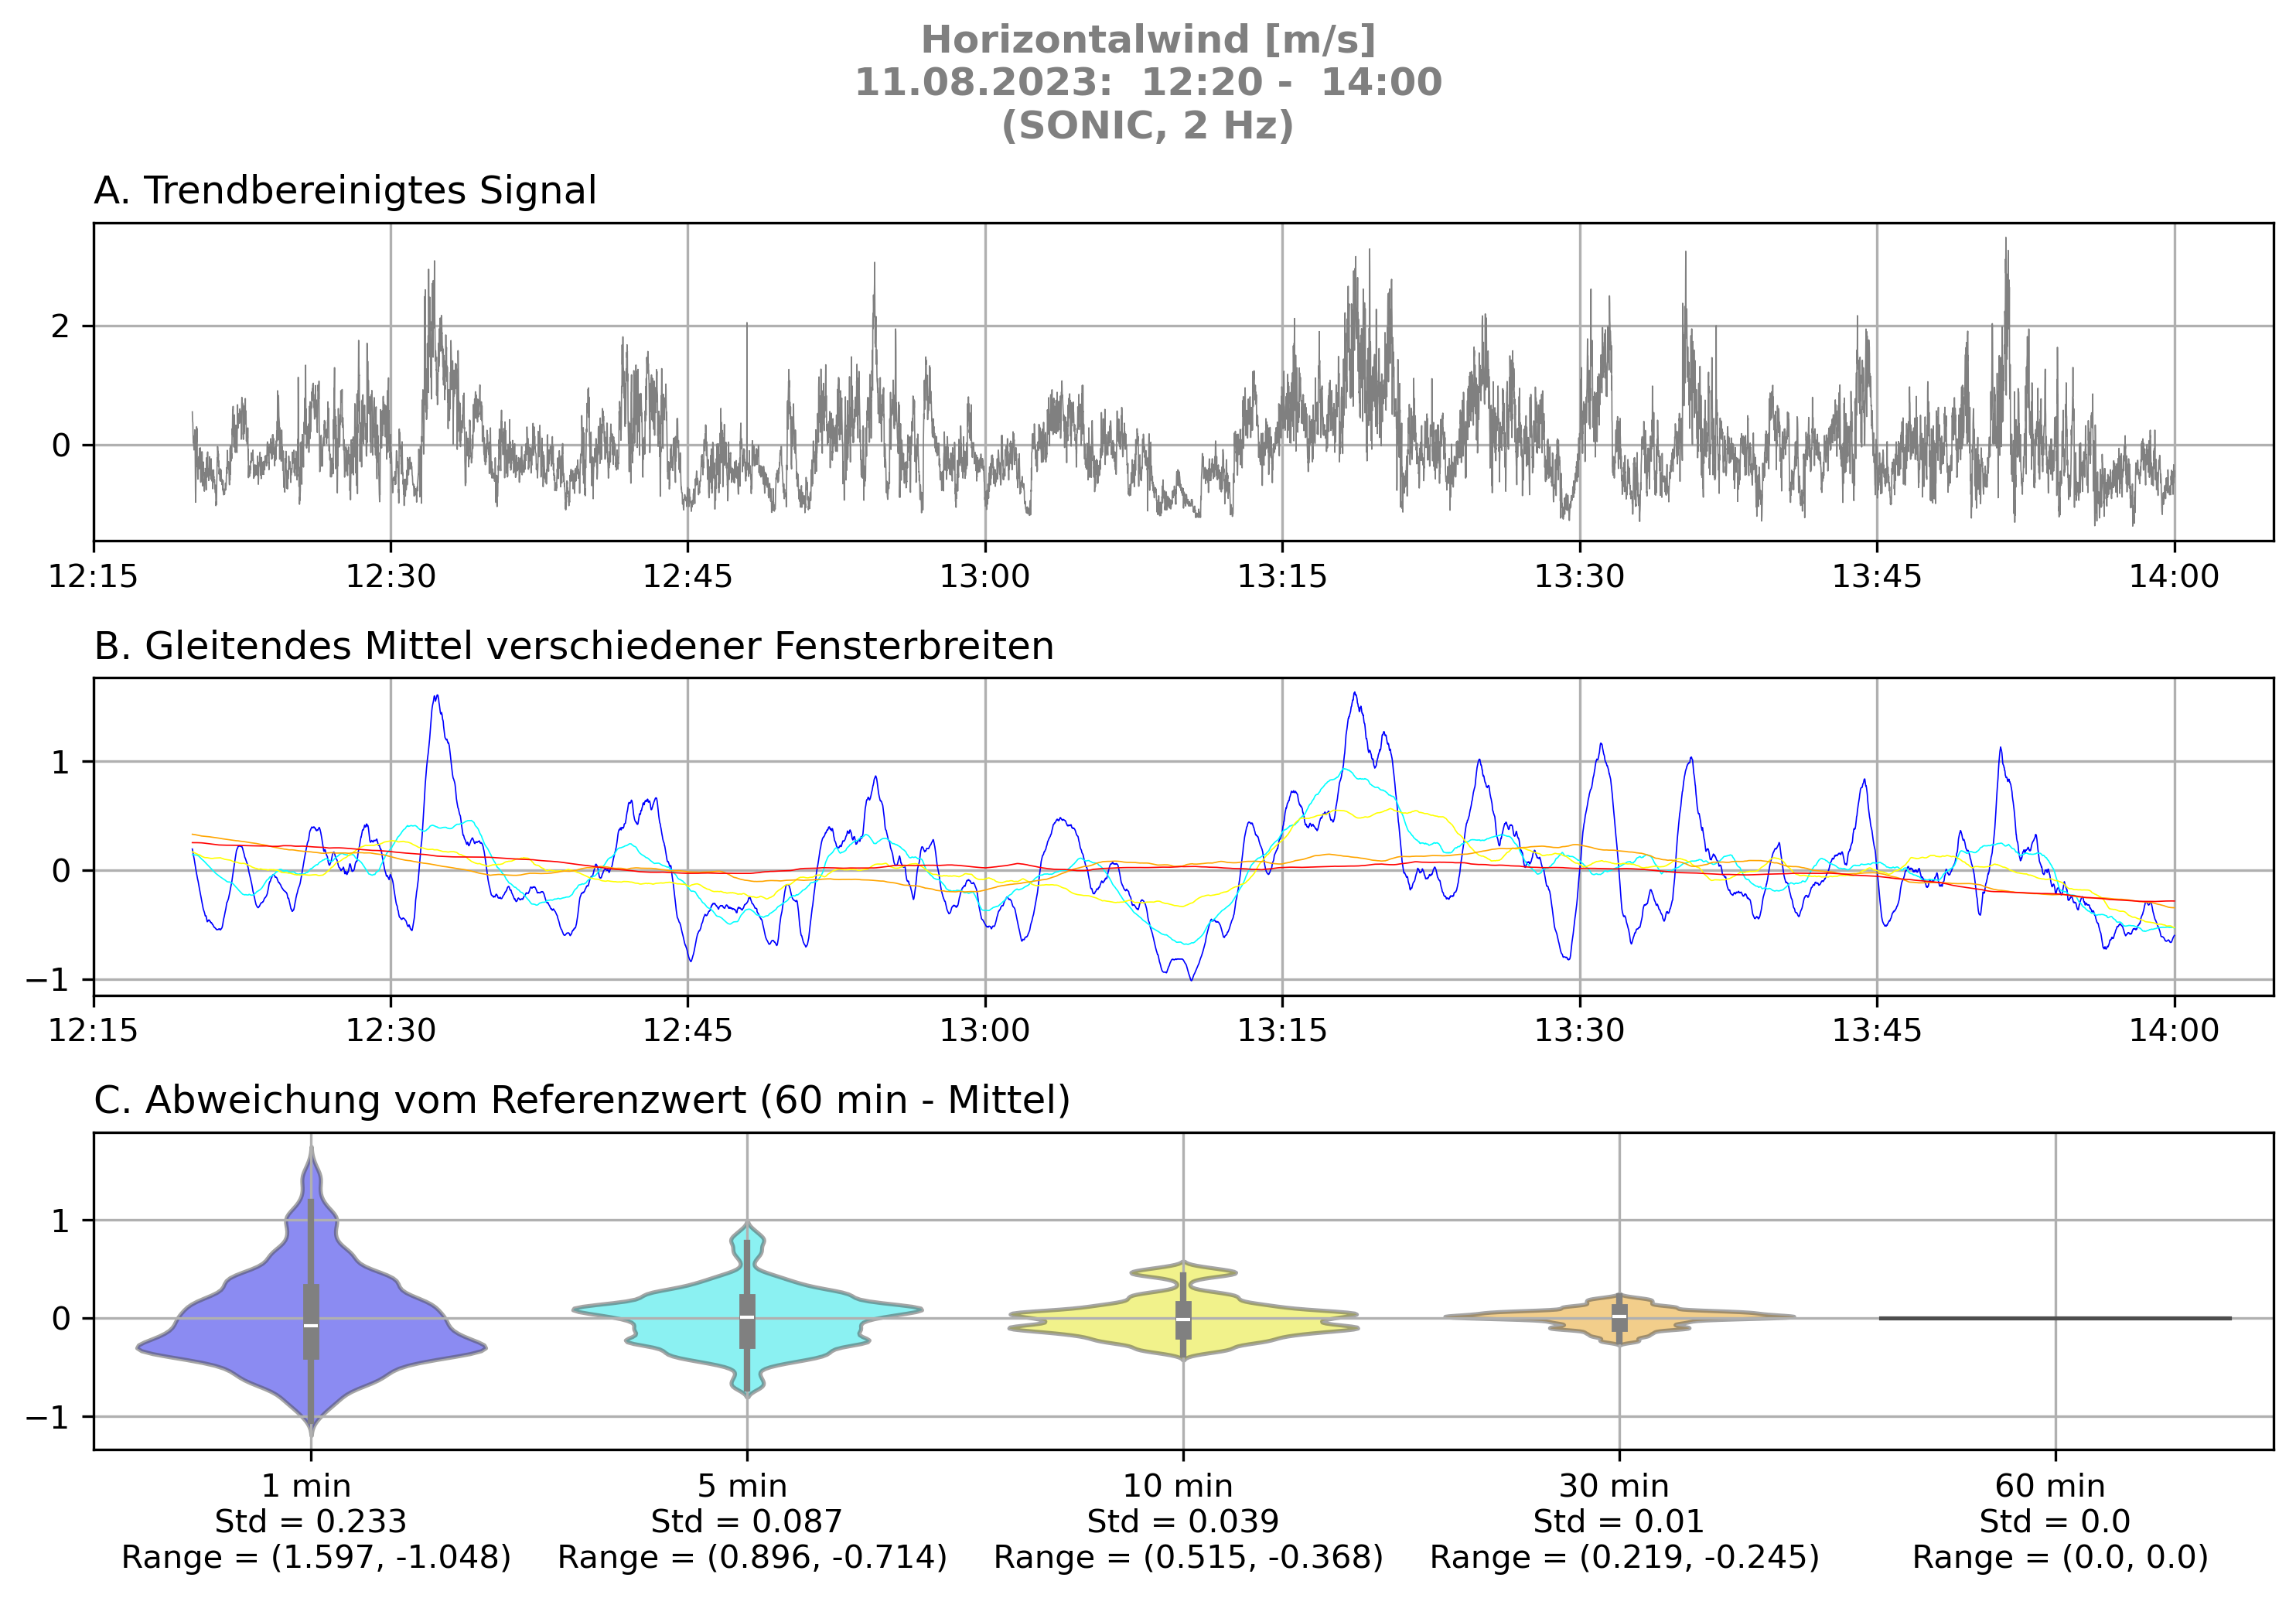 Horizontalwind [m/s]
11.08.2023:  12:20 -  14:00
(SONIC, 2 Hz)
A. Trendbereinigtes Signal
2
0
12:15 12:30 12:45 13:00 13:15 13:30 13:45 14:00
B. Gleitendes Mittel verschiedener Fensterbreiten
1
0
−1
12:15 12:30 12:45 13:00 13:15 13:30 13:45 14:00
C. Abweichung vom Referenzwert (60 min - Mittel)
1
0
−1
1 min 5 min 10 min 30 min 60 min
Std = 0.233 Std = 0.087 Std = 0.039 Std = 0.01 Std = 0.0
Range = (1.597, -1.048) Range = (0.896, -0.714) Range = (0.515, -0.368) Range = (0.219, -0.245) Range = (0.0, 0.0)